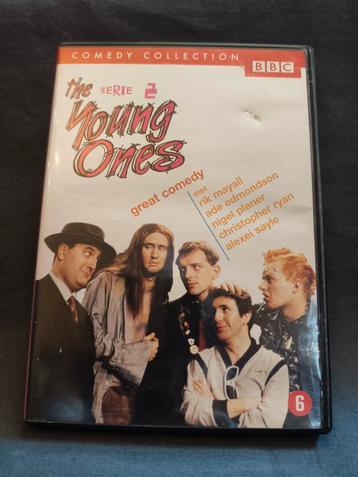 COMEDY COLLECTION
BBC
the SERIE 2
Young
Ones
great comedy
met
rik mayall
ade edmondson
nigel planer
christopher ryan
alexei sayle
6